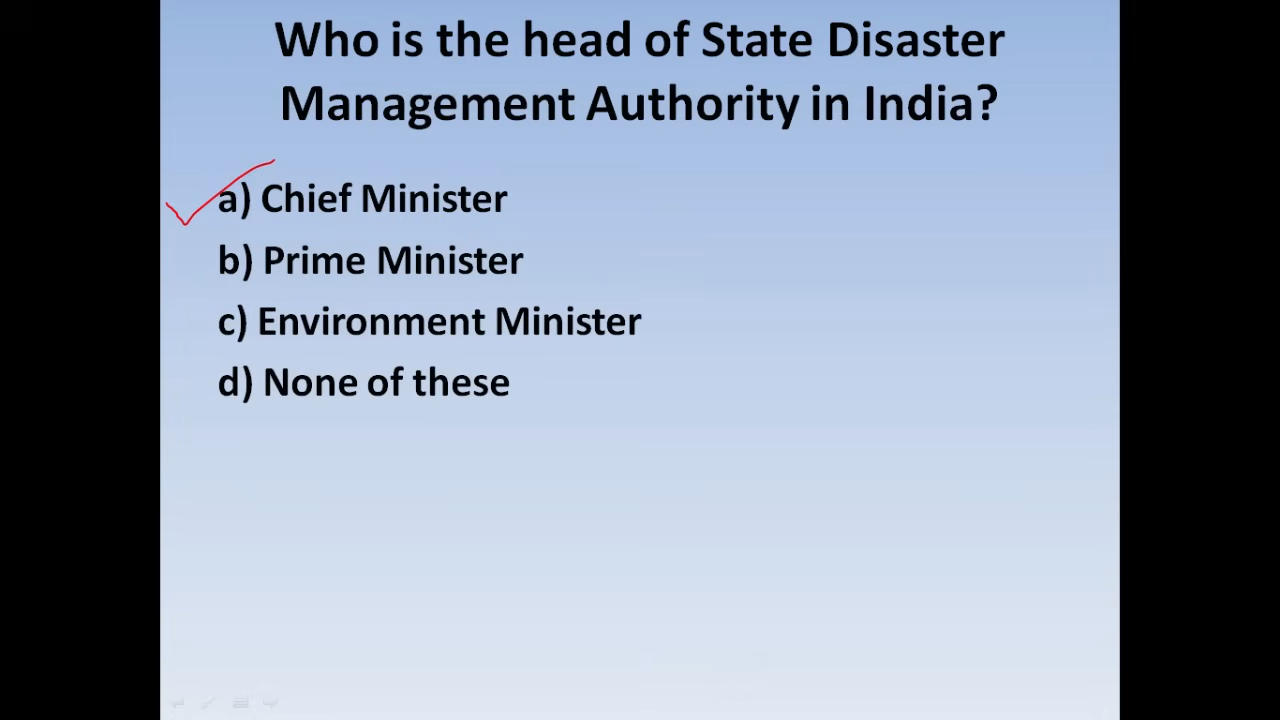 Who is the head of State Disaster
Management Authority in India?
a) Chief Minister
b) Prime Minister
c) Environment Minister
d) None of these